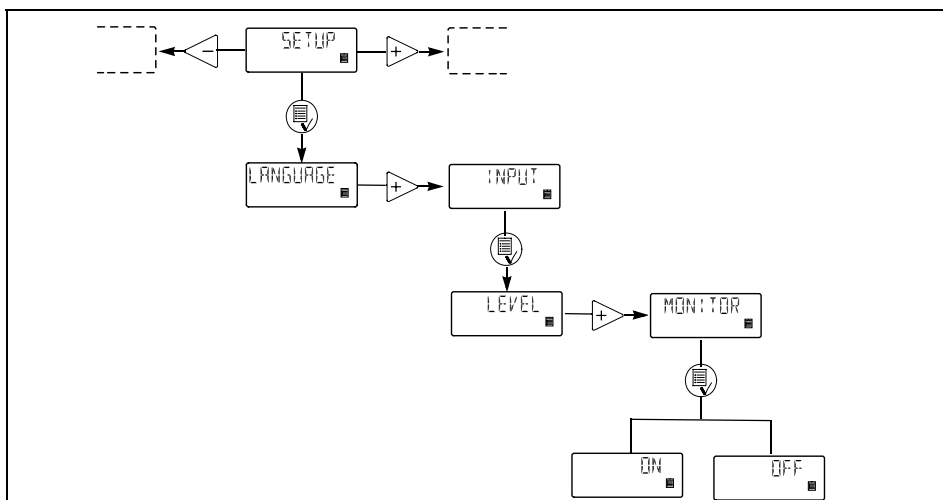 SETUP
−
+
LANGUAGE
+
INPUT
LEVEL
+
MONITOR
ON
OFF